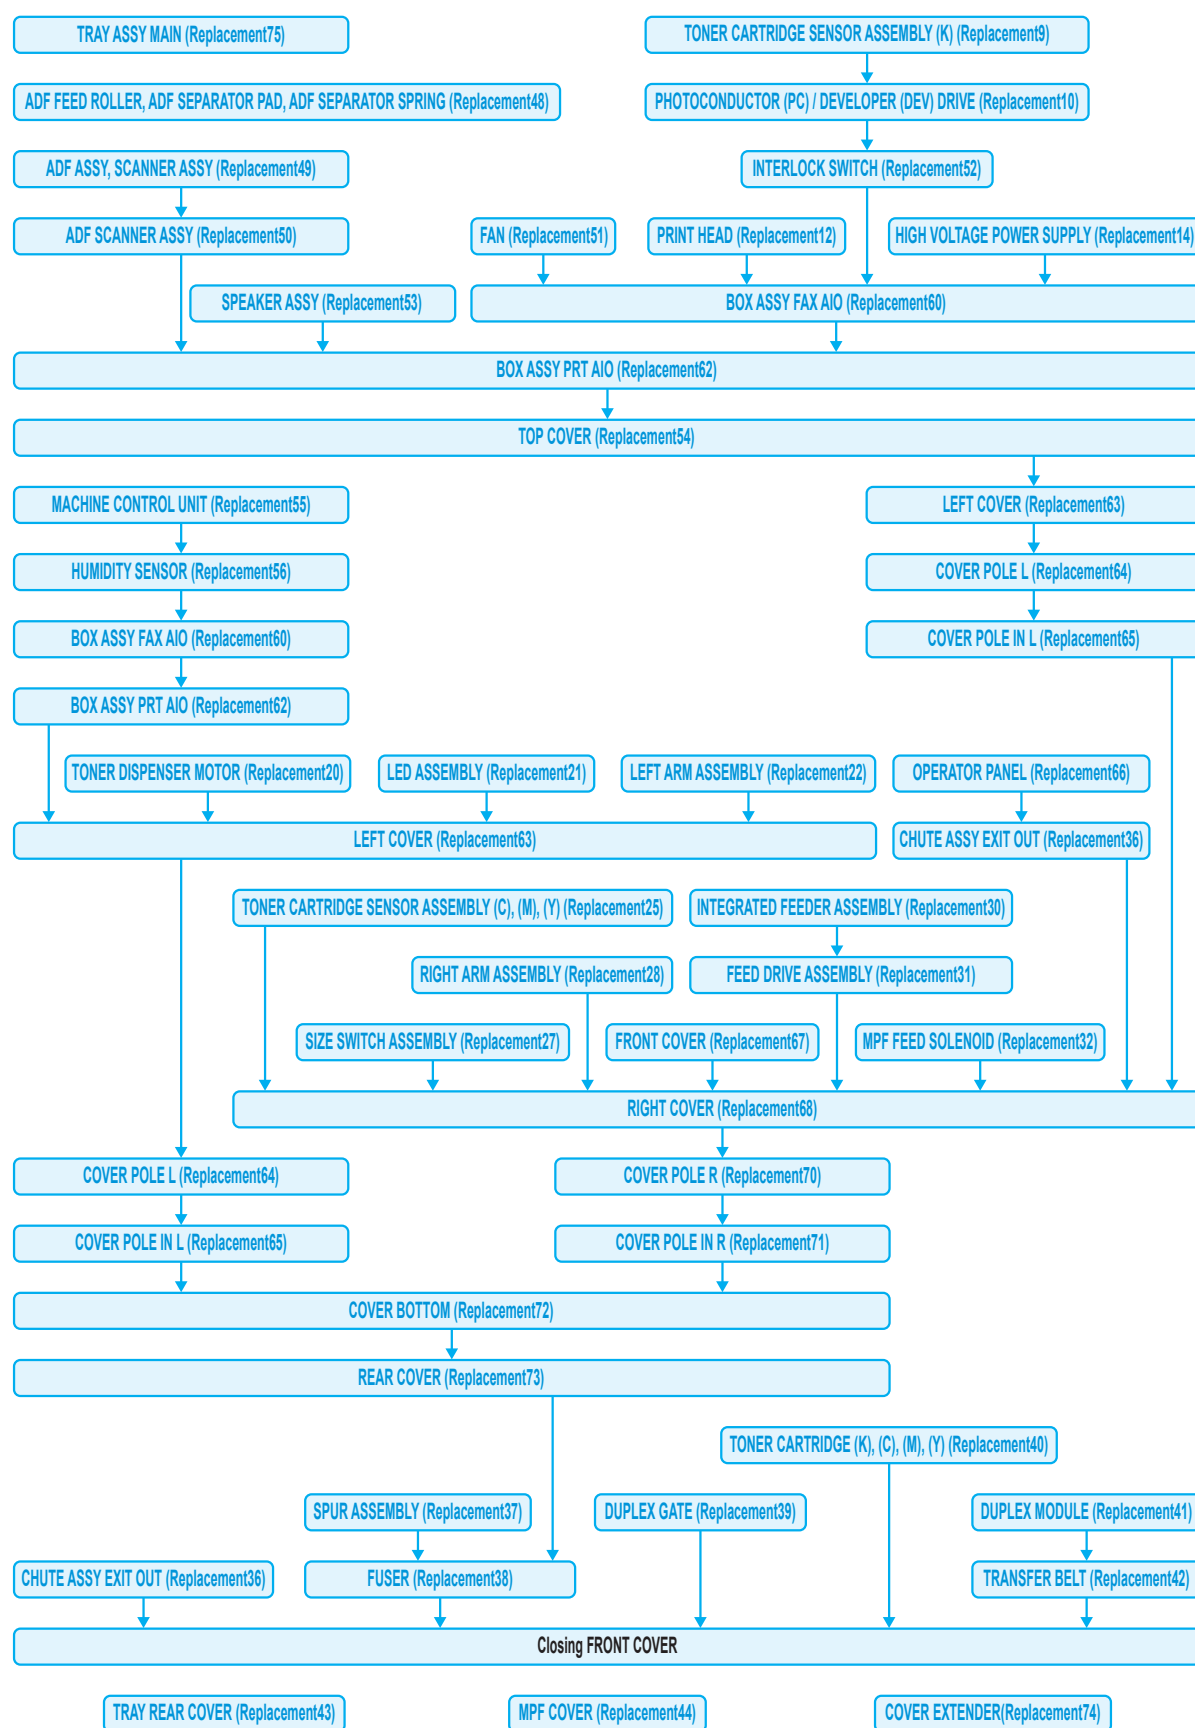 TRAY ASSY MAIN (Replacement75)
TONER CARTRIDGE SENSOR ASSEMBLY (K) (Replacement9)
ADF FEED ROLLER, ADF SEPARATOR PAD, ADF SEPARATOR SPRING (Replacement48)
PHOTOCONDUCTOR (PC) / DEVELOPER (DEV) DRIVE (Replacement10)
ADF ASSY, SCANNER ASSY (Replacement49)
INTERLOCK SWITCH (Replacement52)
ADF SCANNER ASSY (Replacement50)
FAN (Replacement51)
PRINT HEAD (Replacement12)
HIGH VOLTAGE POWER SUPPLY (Replacement14)
SPEAKER ASSY (Replacement53)
BOX ASSY FAX AIO (Replacement60)
BOX ASSY PRT AIO (Replacement62)
TOP COVER (Replacement54)
MACHINE CONTROL UNIT (Replacement55)
LEFT COVER (Replacement63)
HUMIDITY SENSOR (Replacement56)
COVER POLE L (Replacement64)
BOX ASSY FAX AIO (Replacement60)
COVER POLE IN L (Replacement65)
BOX ASSY PRT AIO (Replacement62)
TONER DISPENSER MOTOR (Replacement20)
LED ASSEMBLY (Replacement21)
LEFT ARM ASSEMBLY (Replacement22)
OPERATOR PANEL (Replacement66)
LEFT COVER (Replacement63)
CHUTE ASSY EXIT OUT (Replacement36)
TONER CARTRIDGE SENSOR ASSEMBLY (C), (M), (Y) (Replacement25)
INTEGRATED FEEDER ASSEMBLY (Replacement30)
RIGHT ARM ASSEMBLY (Replacement28)
FEED DRIVE ASSEMBLY (Replacement31)
SIZE SWITCH ASSEMBLY (Replacement27)
FRONT COVER (Replacement67)
MPF FEED SOLENOID (Replacement32)
RIGHT COVER (Replacement68)
COVER POLE L (Replacement64)
COVER POLE R (Replacement70)
COVER POLE IN L (Replacement65)
COVER POLE IN R (Replacement71)
COVER BOTTOM (Replacement72)
REAR COVER (Replacement73)
TONER CARTRIDGE (K), (C), (M), (Y) (Replacement40)
SPUR ASSEMBLY (Replacement37)
DUPLEX GATE (Replacement39)
DUPLEX MODULE (Replacement41)
CHUTE ASSY EXIT OUT (Replacement36)
FUSER (Replacement38)
TRANSFER BELT (Replacement42)
Closing FRONT COVER
TRAY REAR COVER (Replacement43)
MPF COVER (Replacement44)
COVER EXTENDER(Replacement74)